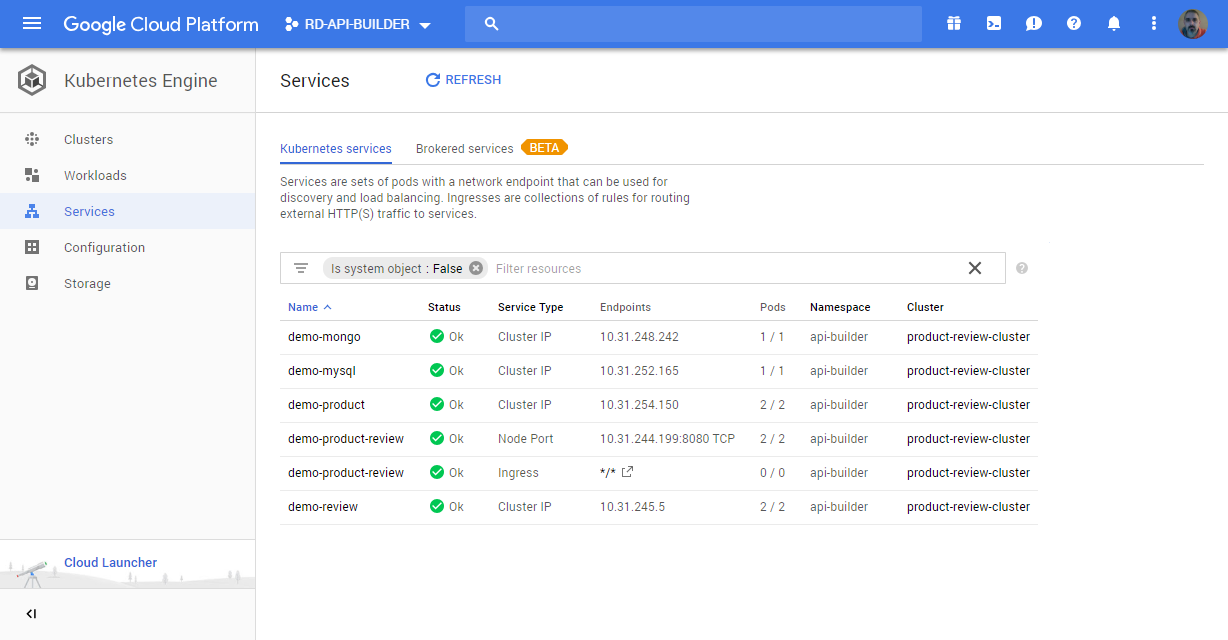 Google Cloud Platform RD-API-BUILDER
Kubernetes Engine
Clusters
Workloads
Services
Configuration
Storage
Cloud Launcher
Services REFRESH
Kubernetes services Brokered services BETA
Services are sets of pods with a network endpoint that can be used for
discovery and load balancing. Ingresses are collections of rules for routing
external HTTP(S) traffic to services.
Is system object : False Filter resources
Name Status Service Type Endpoints Pods Namespace Cluster
demo-mongo Ok Cluster IP 10.31.248.242 1 / 1 api-builder product-review-cluster
demo-mysql Ok Cluster IP 10.31.252.165 1 / 1 api-builder product-review-cluster
demo-product Ok Cluster IP 10.31.254.150 2 / 2 api-builder product-review-cluster
demo-product-review Ok Node Port 10.31.244.199:8080 TCP 2 / 2 api-builder product-review-cluster
demo-product-review Ok Ingress */* 0 / 0 api-builder product-review-cluster
demo-review Ok Cluster IP 10.31.245.5 2 / 2 api-builder product-review-cluster